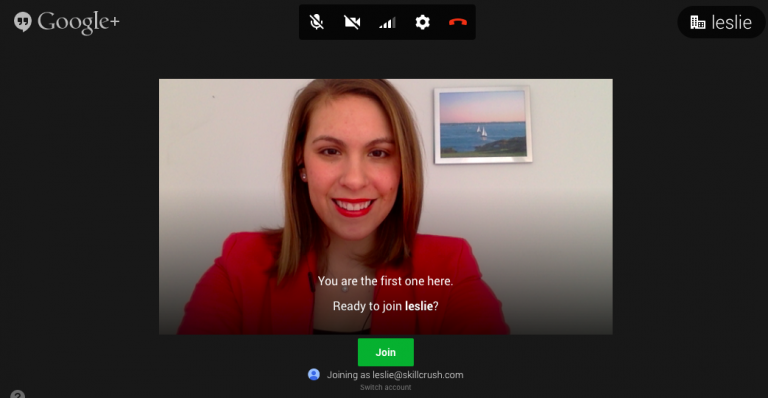 Google+
leslie
You are the first one here.
Ready to join leslie?
Join
Joining as leslie@skillcrush.com
Switch account
?